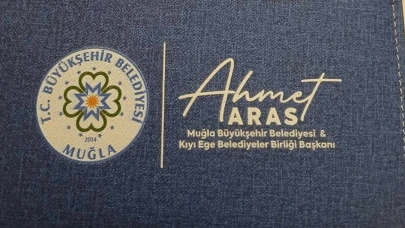 T.C. BÜYÜKŞEHİR BELEDİYESİ
2014
MUĞLA
Ahmet
ARAS
Muğla Büyükşehir Belediyesi &
Kıyı Ege Belediyeler Birliği Başkanı